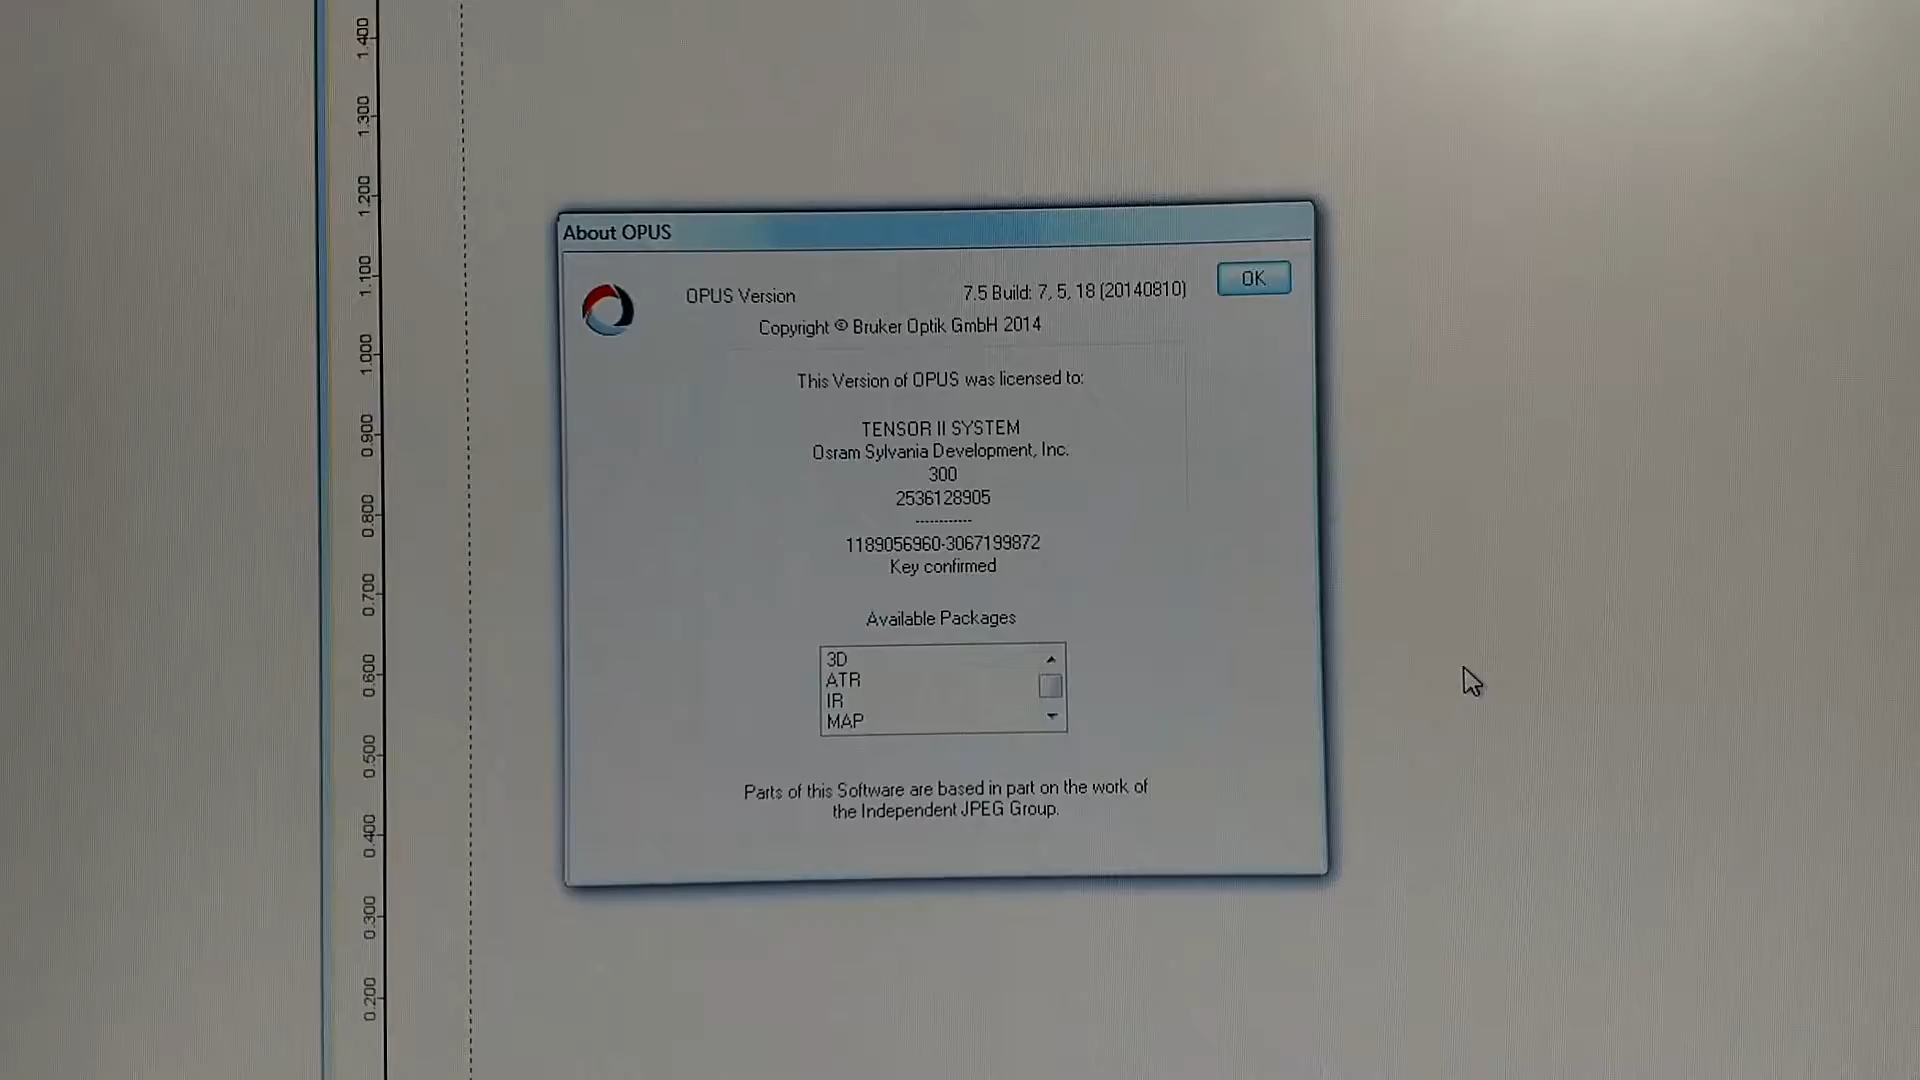 1.400
1.300
1.200
1.100
1.000
0.900
0.800
0.700
0.600
0.500
0.400
0.300
0.200
About OPUS
OK
OPUS Version 7.5 Build: 7, 5, 18 (20140810)
Copyright © Bruker Optik GmbH 2014
This Version of OPUS was licensed to:
TENSOR II SYSTEM
Osram Sylvania Development, Inc.
300
2536128905
------------
1189056960-3067199872
Key confirmed
Available Packages
3D
ATR
IR
MAP
Parts of this Software are based in part on the work of
the Independent JPEG Group.